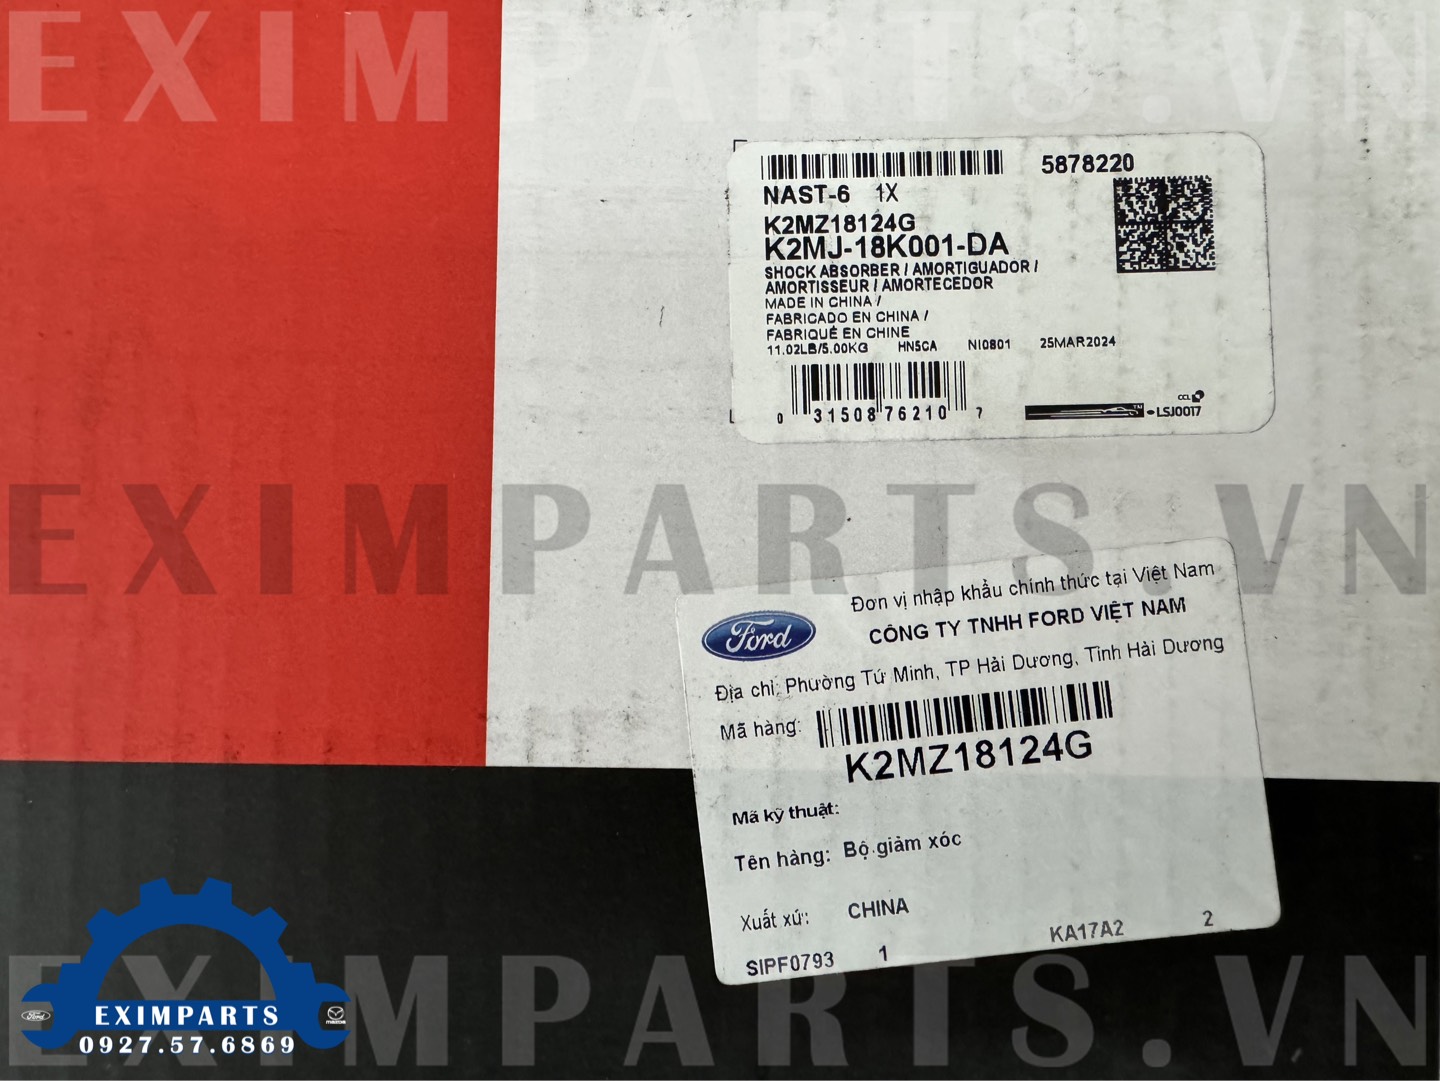 EXIMPARTS.VN
5878220
NAST-6 1X
K2MZ18124G
K2MJ-18K001-DA
SHOCK ABSORBER / AMORTIGUADOR /
AMORTISSEUR / AMORTECEDOR
MADE IN CHINA /
FABRICADO EN CHINA /
FABRIQUÉ EN CHINE
11.02LB/5.00KG HN5CA NI0801 25MAR2024
0 31508 76210 7
CCL
LSJ0017
EXIMPARTS.VN
Ford
Đơn vị nhập khẩu chính thức tại Việt Nam
CÔNG TY TNHH FORD VIỆT NAM
Địa chỉ: Phường Tứ Minh, TP Hải Dương, Tỉnh Hải Dương
Mã hàng:
K2MZ18124G
Mã kỹ thuật:
Tên hàng: Bộ giảm xóc
Xuất xứ: CHINA
KA17A2 2
SIPF0793 1
EXIMPARTS.VN
Ford
EXIMPARTS
mazda
0927.57.6869